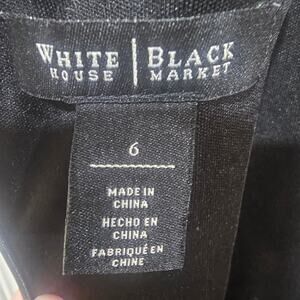 WHITE | BLACK
HOUSE | MARKET
6
MADE IN
CHINA
HECHO EN
CHINA
FABRIQUÉ EN
CHINE